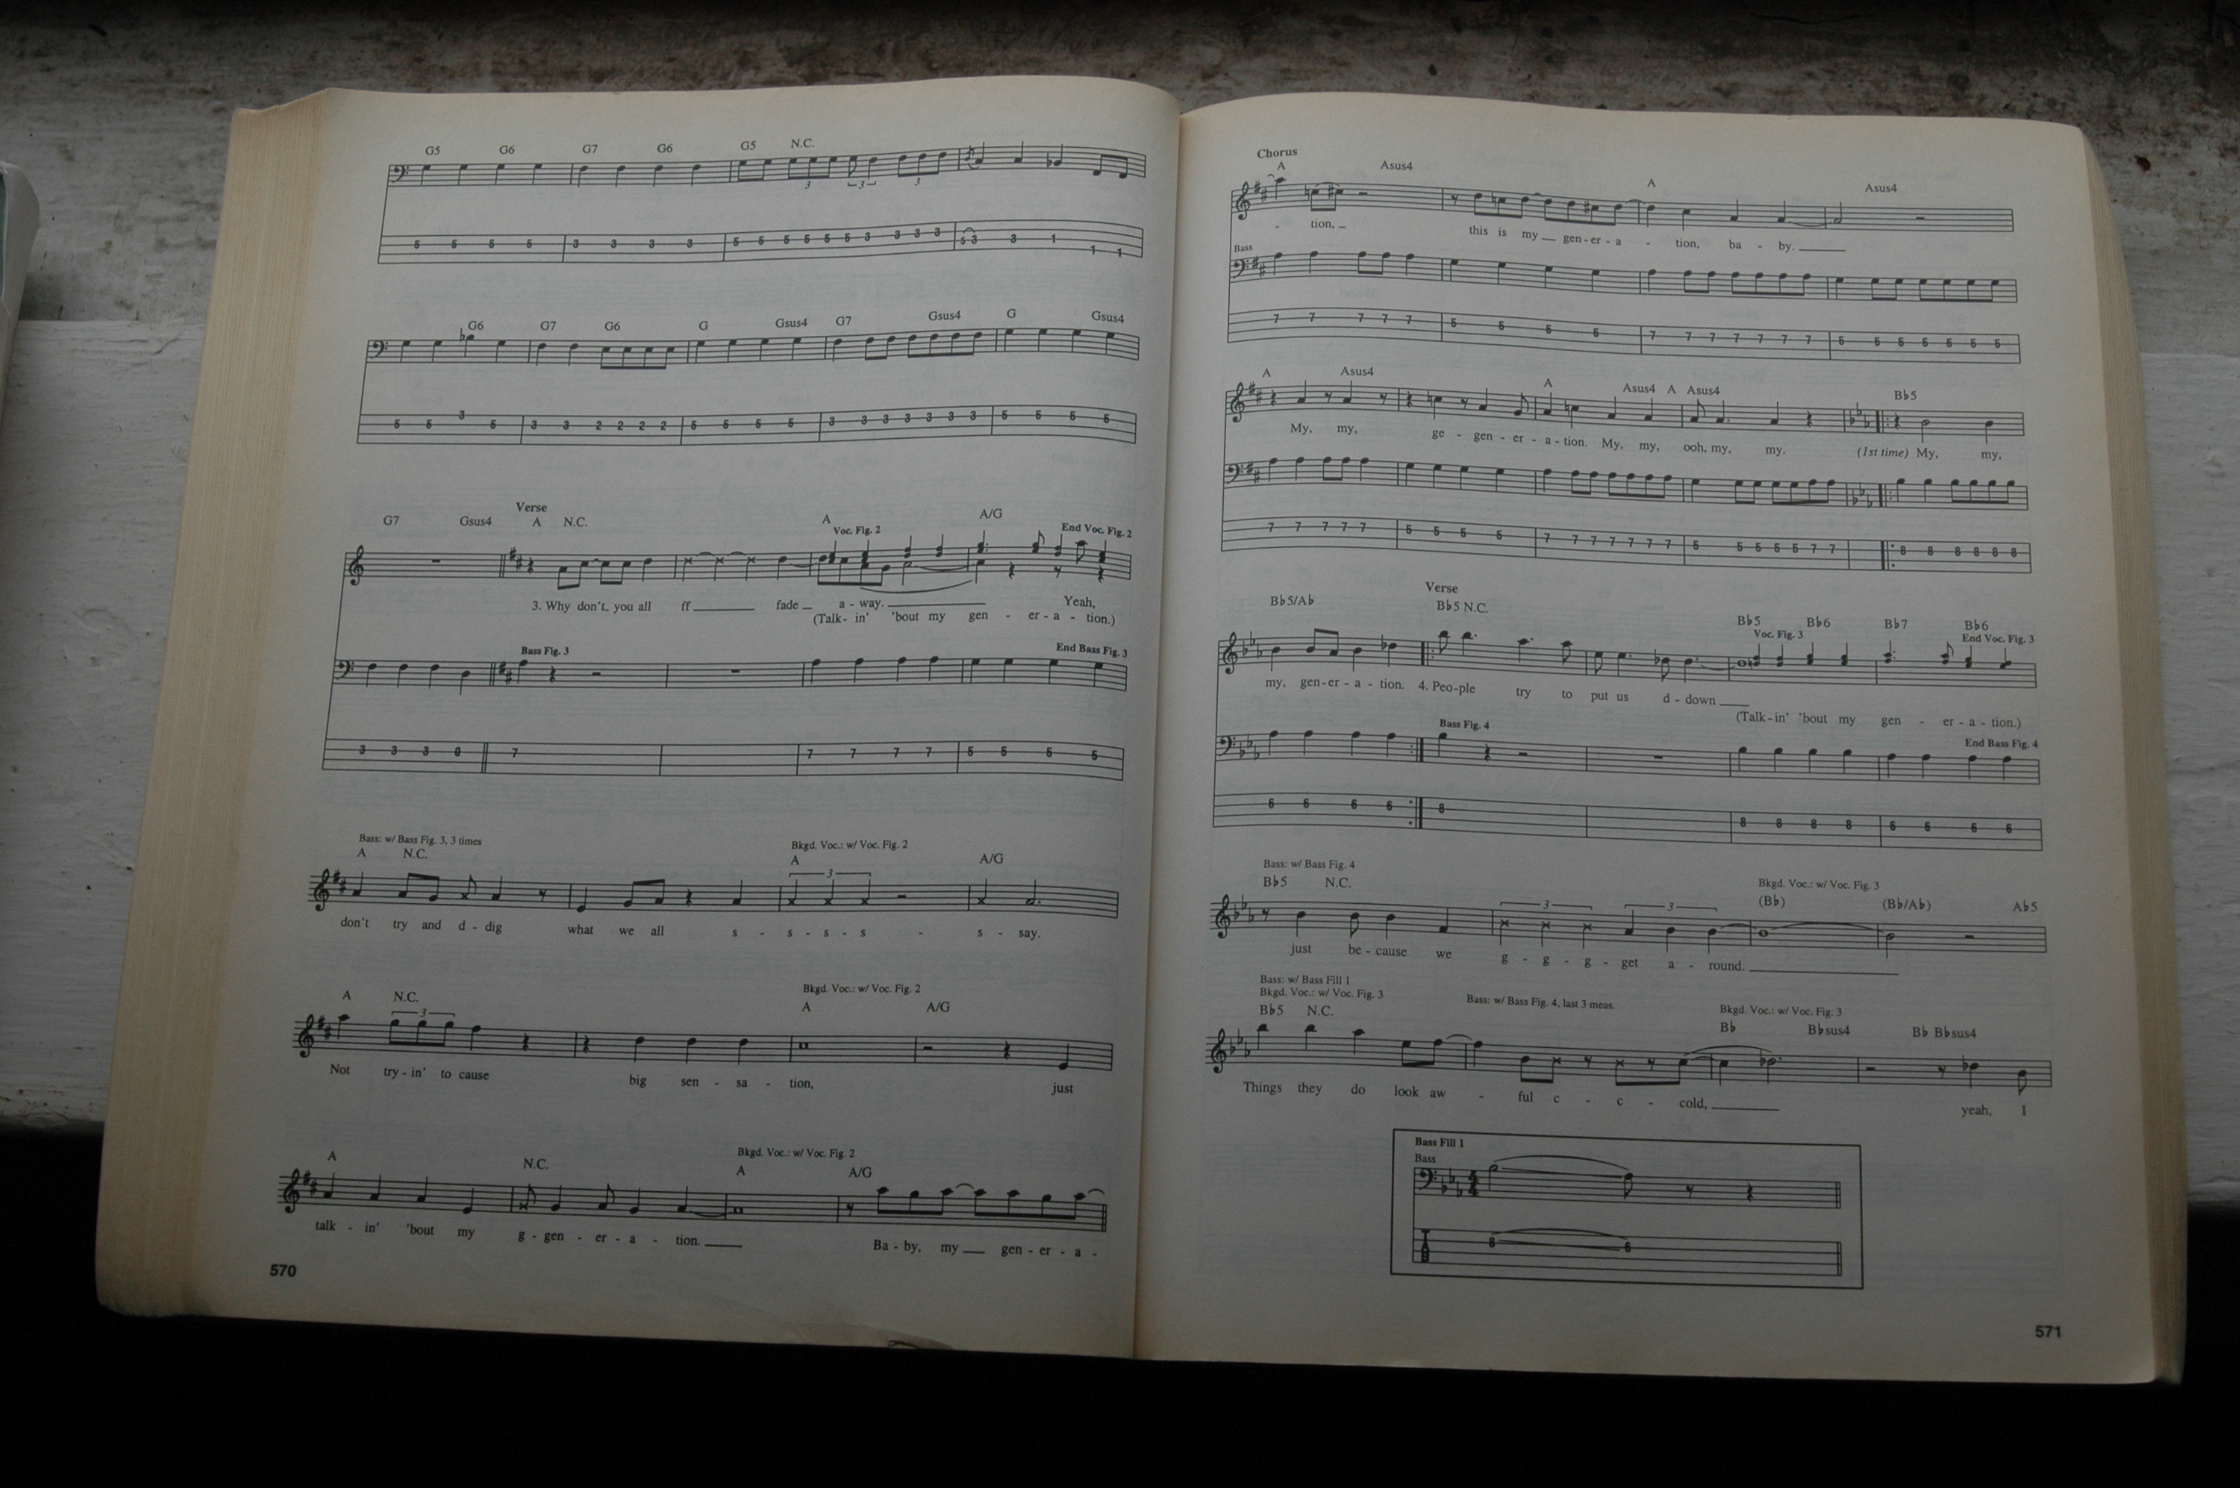 G5 G6 G7 G6 G5 N.C.
3 3 3
5 5 5 5 3 3 3 3 5 5 5 5 5 5 3 3 3 3 5 3 3 1 1 1
G6 G7 G6 G Gsus4 G7 Gsus4 G Gsus4
5 5 3 5 3 3 2 2 2 2 5 5 5 5 3 3 3 3 3 3 3 5 5 5 5
Verse
G7 Gsus4 A N.C. A A/G
Voc. Fig. 2 End Voc. Fig. 2
3. Why don't, you all ff fade a - way. Yeah,
(Talk- in' 'bout my gen - er - a - tion.)
Bass Fig. 3 End Bass Fig. 3
3 3 3 0 7 7 7 7 7 5 5 5 5
Bass: w/ Bass Fig. 3, 3 times
Bkgd. Voc.: w/ Voc. Fig. 2
A N.C. A A/G
3
don't try and d - dig what we all s - s - s - s - s - say.
Bkgd. Voc.: w/ Voc. Fig. 2
A N.C. A A/G
3
Not try - in' to cause big sen - sa - tion, just
Bkgd. Voc.: w/ Voc. Fig. 2
A N.C. A A/G
talk - in' 'bout my g - gen - er - a - tion. Ba - by, my gen - er - a -
570
Chorus
A Asus4 A Asus4
- tion, this is my gen - er - a - tion, ba - by.
Bass
7 7 7 7 7 5 5 5 5 7 7 7 7 7 7 7 5 5 5 5 5 5 5
A Asus4 A Asus4 A Asus4 B♭5
My, my, ge - gen - er - a - tion. My, my, ooh, my, my. (1st time) My, my,
7 7 7 7 7 5 5 5 5 7 7 7 7 7 7 7 5 5 5 5 5 7 7 8 8 8 8 8 8
Verse
B♭5/A♭ B♭5 N.C. B♭5 B♭6 B♭7 B♭6
Voc. Fig. 3 End Voc. Fig. 3
my, gen - er - a - tion. 4. Peo-ple try to put us d - down
(Talk - in' 'bout my gen - er - a - tion.)
Bass Fig. 4 End Bass Fig. 4
6 6 6 6 8 8 8 8 8 6 6 6 6
Bass: w/ Bass Fig. 4
Bkgd. Voc.: w/ Voc. Fig. 3
B♭5 N.C. (B♭) (B♭/A♭) A♭5
3 3
just be - cause we g - g - g - get a - round.
Bass: w/ Bass Fill 1
Bkgd. Voc.: w/ Voc. Fig. 3 Bass: w/ Bass Fig. 4, last 3 meas. Bkgd. Voc.: w/ Voc. Fig. 3
B♭5 N.C. B♭ B♭sus4 B♭ B♭sus4
Things they do look aw - ful c - c - cold, yeah, I
Bass Fill 1
Bass
4
4
T
A
B
8 6
571